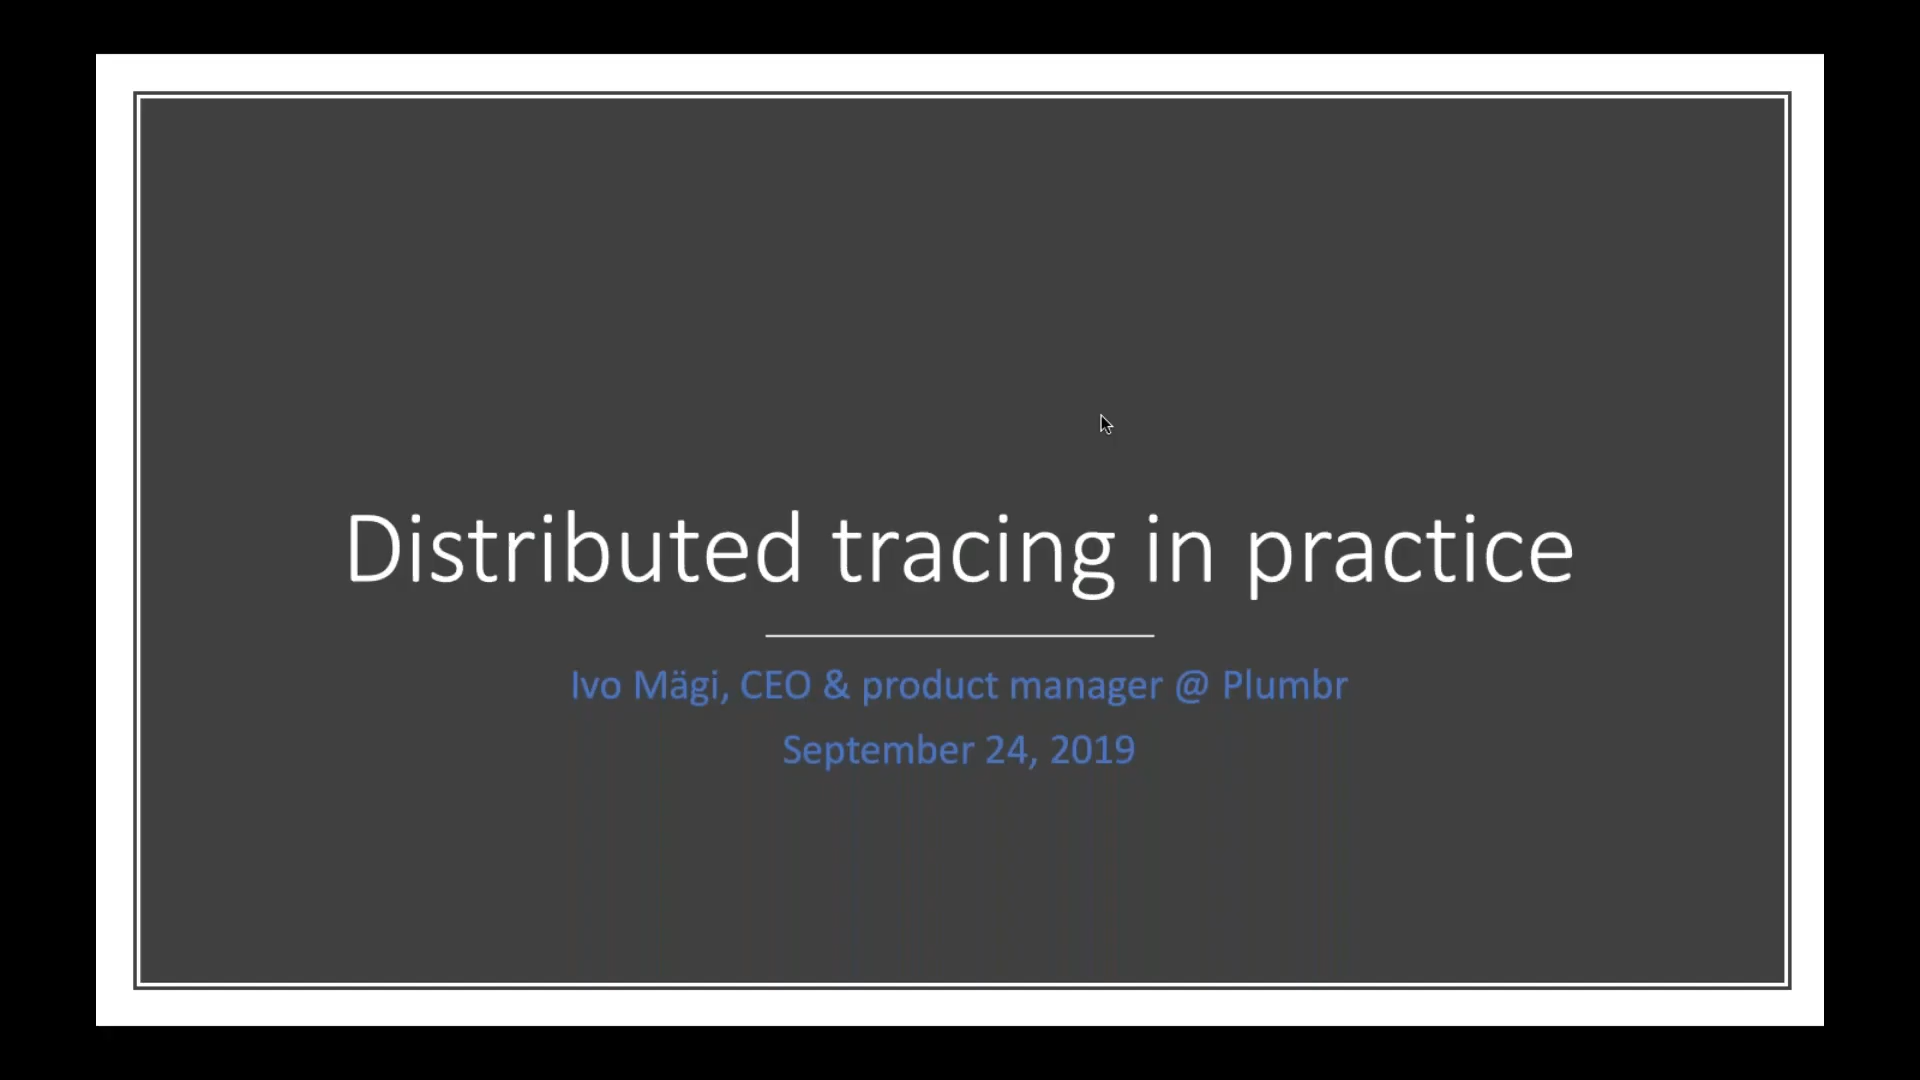 Distributed tracing in practice
Ivo Mägi, CEO & product manager @ Plumbr
September 24, 2019